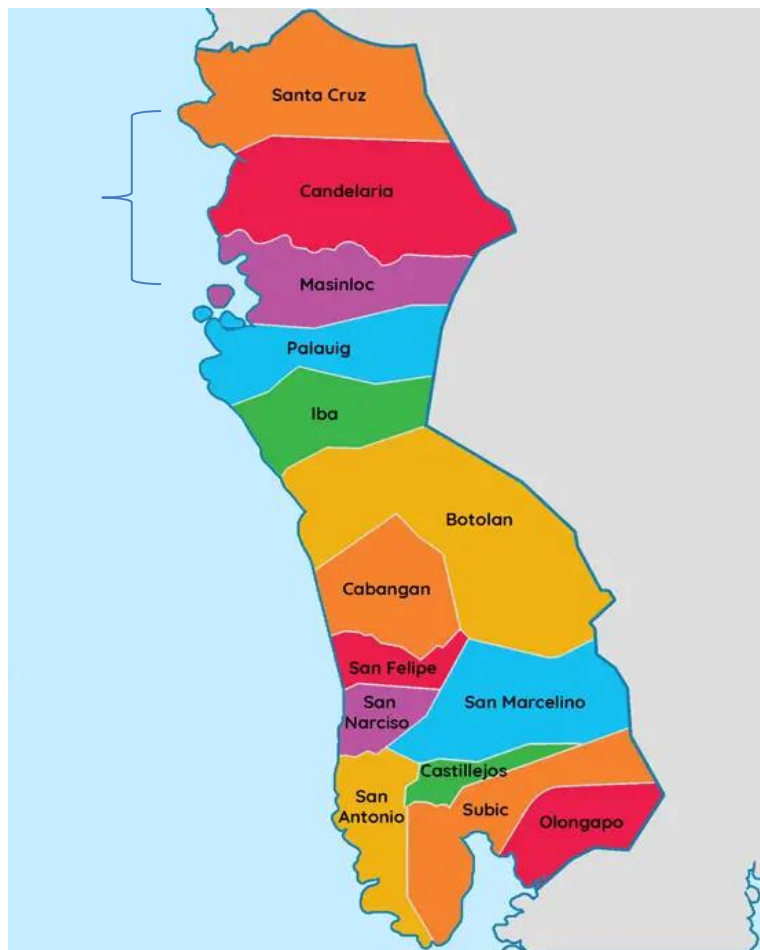 Santa Cruz
Candelaria
Masinloc
Palauig
Iba
Botolan
Cabangan
San Felipe
San Marcelino
San
Narciso
Castillejos
San
Antonio
Subic
Olongapo